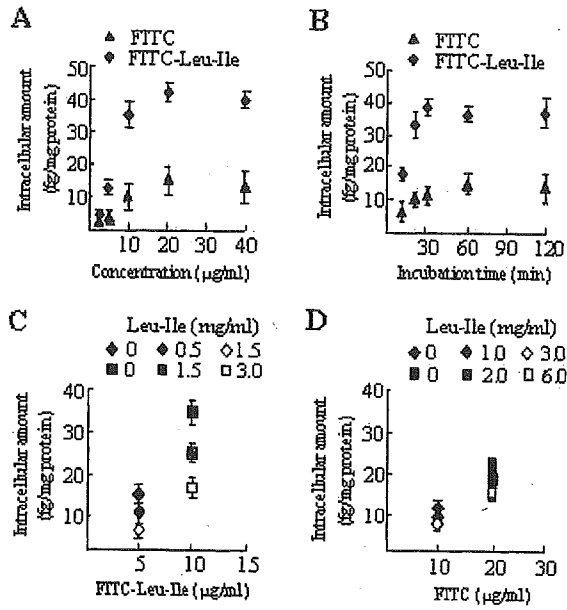 A
FITC
FITC-Leu-Ile
50
40
30
20
10
Intracellular amount
(fg/mg protein)
10 20 30 40
Concentration (μg/ml)
B
FITC
FITC-Leu-Ile
50
40
30
20
10
Intracellular amount
(fg/mg protein)
30 60 90 120
Incubation time (min)
C
Leu-Ile (mg/ml)
0 0.5 1.5
0 1.5 3.0
40
30
20
10
Intracellular amount
(fg/mg protein)
5 10 15
FITC-Leu-Ile (μg/ml)
D
Leu-Ile (mg/ml)
0 1.0 3.0
0 2.0 6.0
40
30
20
10
Intracellular amount
(fg/mg protein)
10 20 30
FITC (μg/ml)